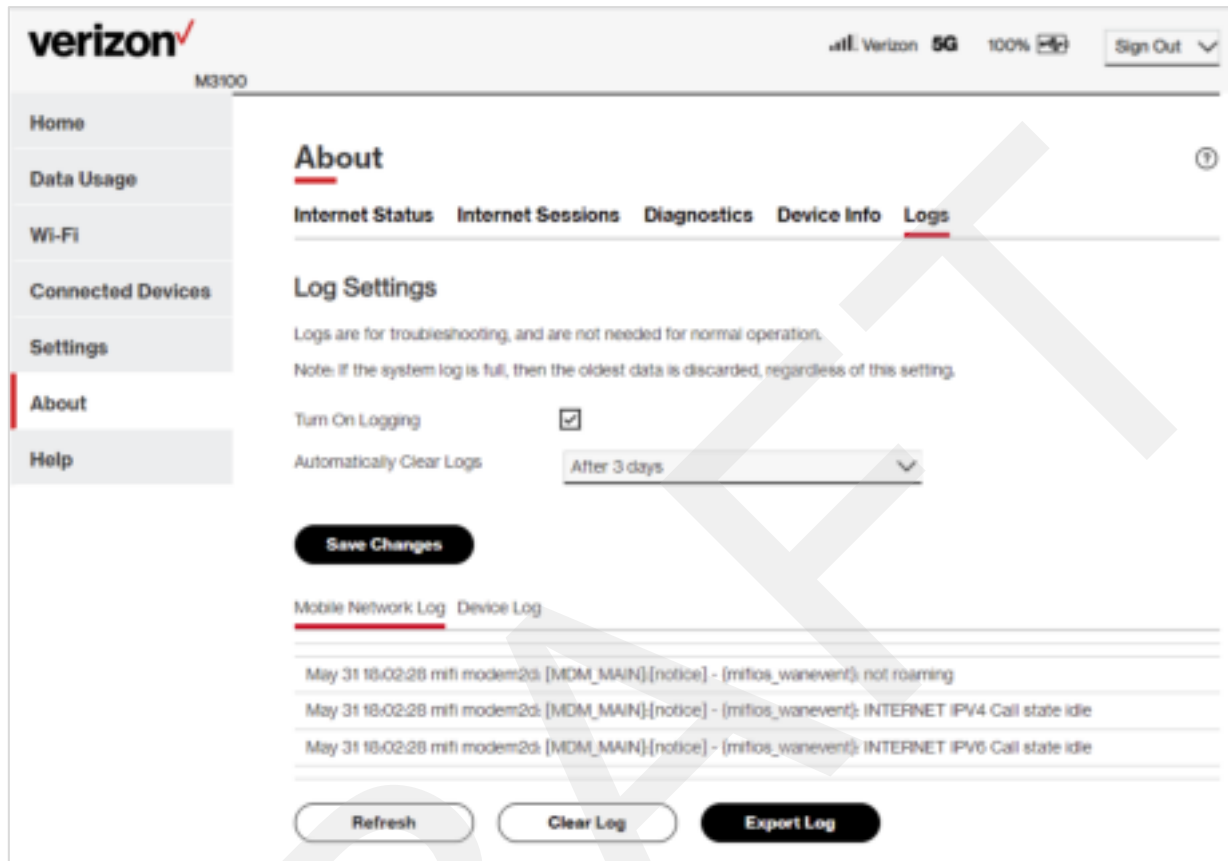 verizon
Verizon 5G 100% Sign Out
M3100
Home
Data Usage
Wi-Fi
Connected Devices
Settings
About
Help
About
Internet Status Internet Sessions Diagnostics Device Info Logs
Log Settings
Logs are for troubleshooting, and are not needed for normal operation.
Note: If the system log is full, then the oldest data is discarded, regardless of this setting.
Turn On Logging
Automatically Clear Logs After 3 days
Save Changes
Mobile Network Log Device Log
May 31 18:02:28 mifi modem2d: [MDM_MAIN]:[notice] - (mifios_wanevent): not roaming
May 31 18:02:28 mifi modem2d: [MDM_MAIN]:[notice] - (mifios_wanevent): INTERNET IPV4 Call state idle
May 31 18:02:28 mifi modem2d: [MDM_MAIN]:[notice] - (mifios_wanevent): INTERNET IPV6 Call state idle
Refresh Clear Log Export Log